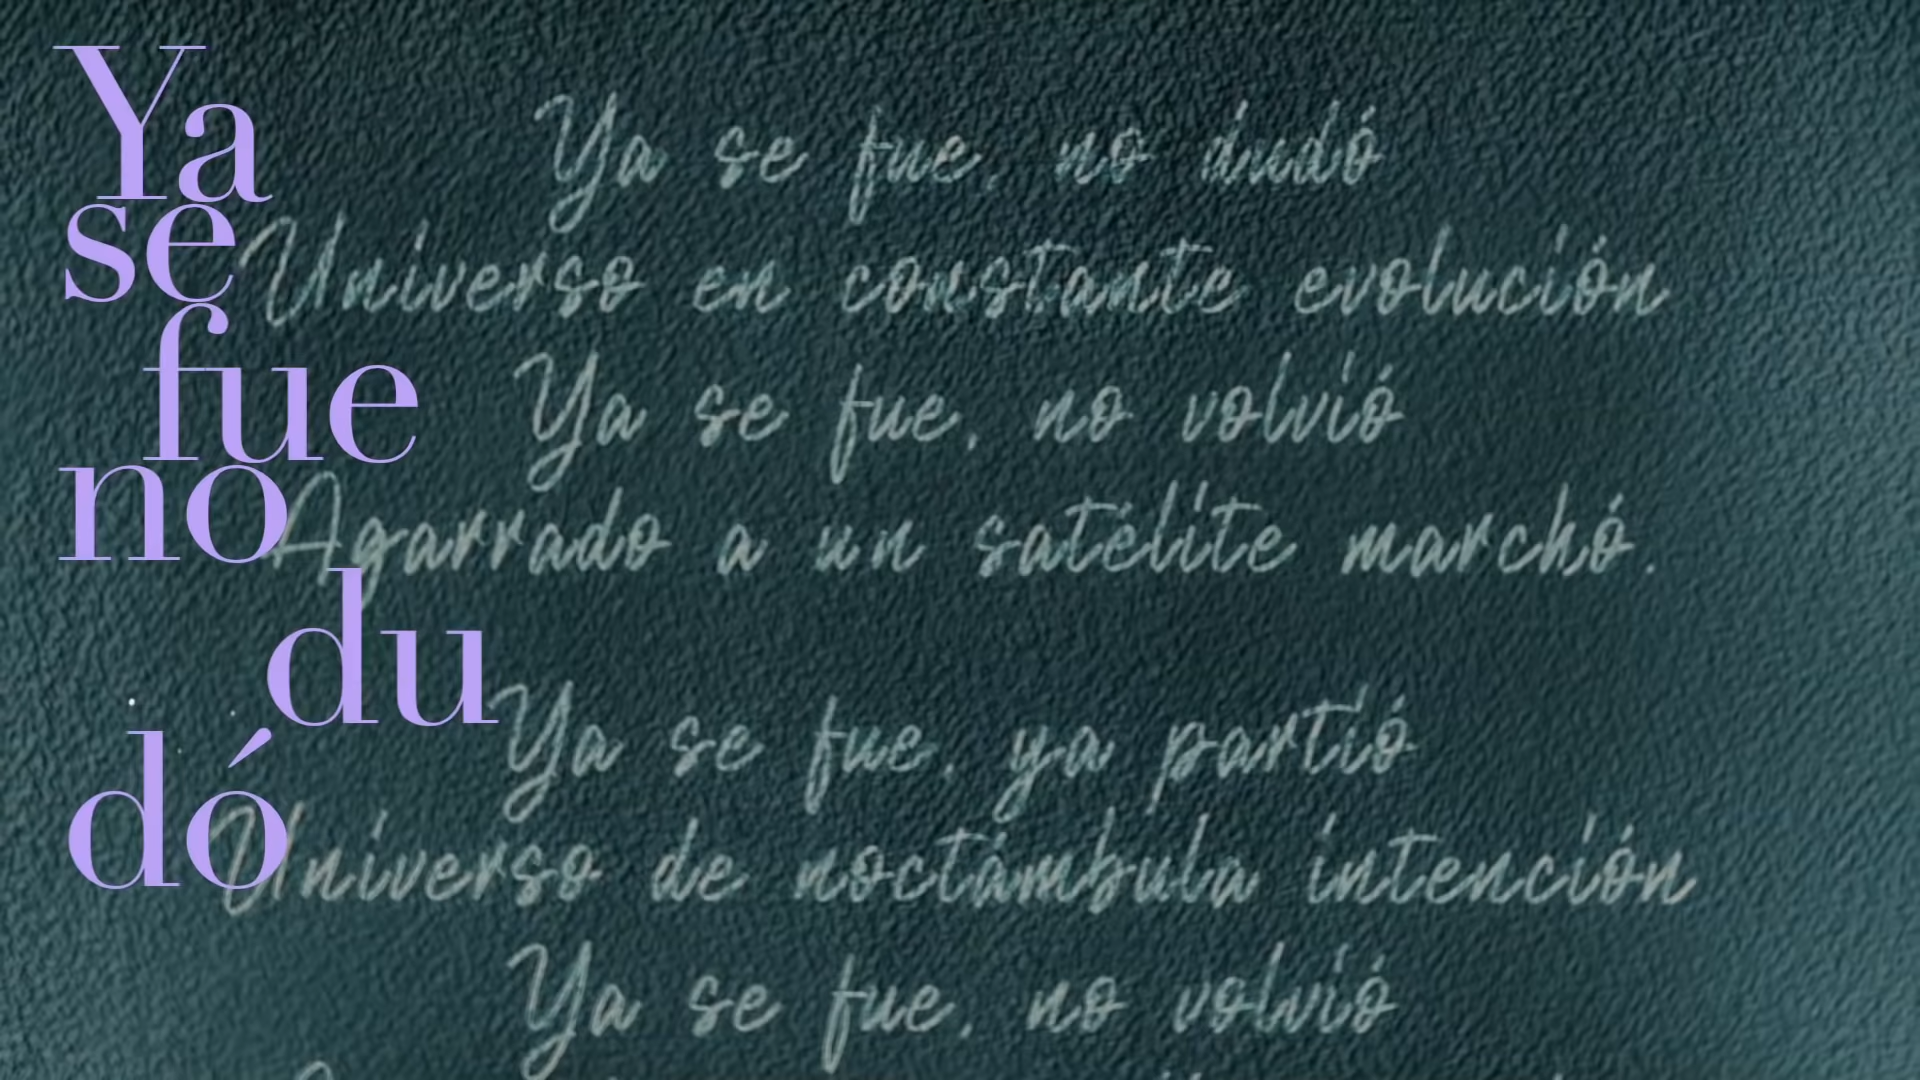 Ya
se
fue
no
du
dó
Ya se fue, no dudó
Universo en constante evolución
Ya se fue, no volvió
Agarrado a un satélite marchó.
Ya se fue, ya partió
Universo de noctámbula intención
Ya se fue, no volvió